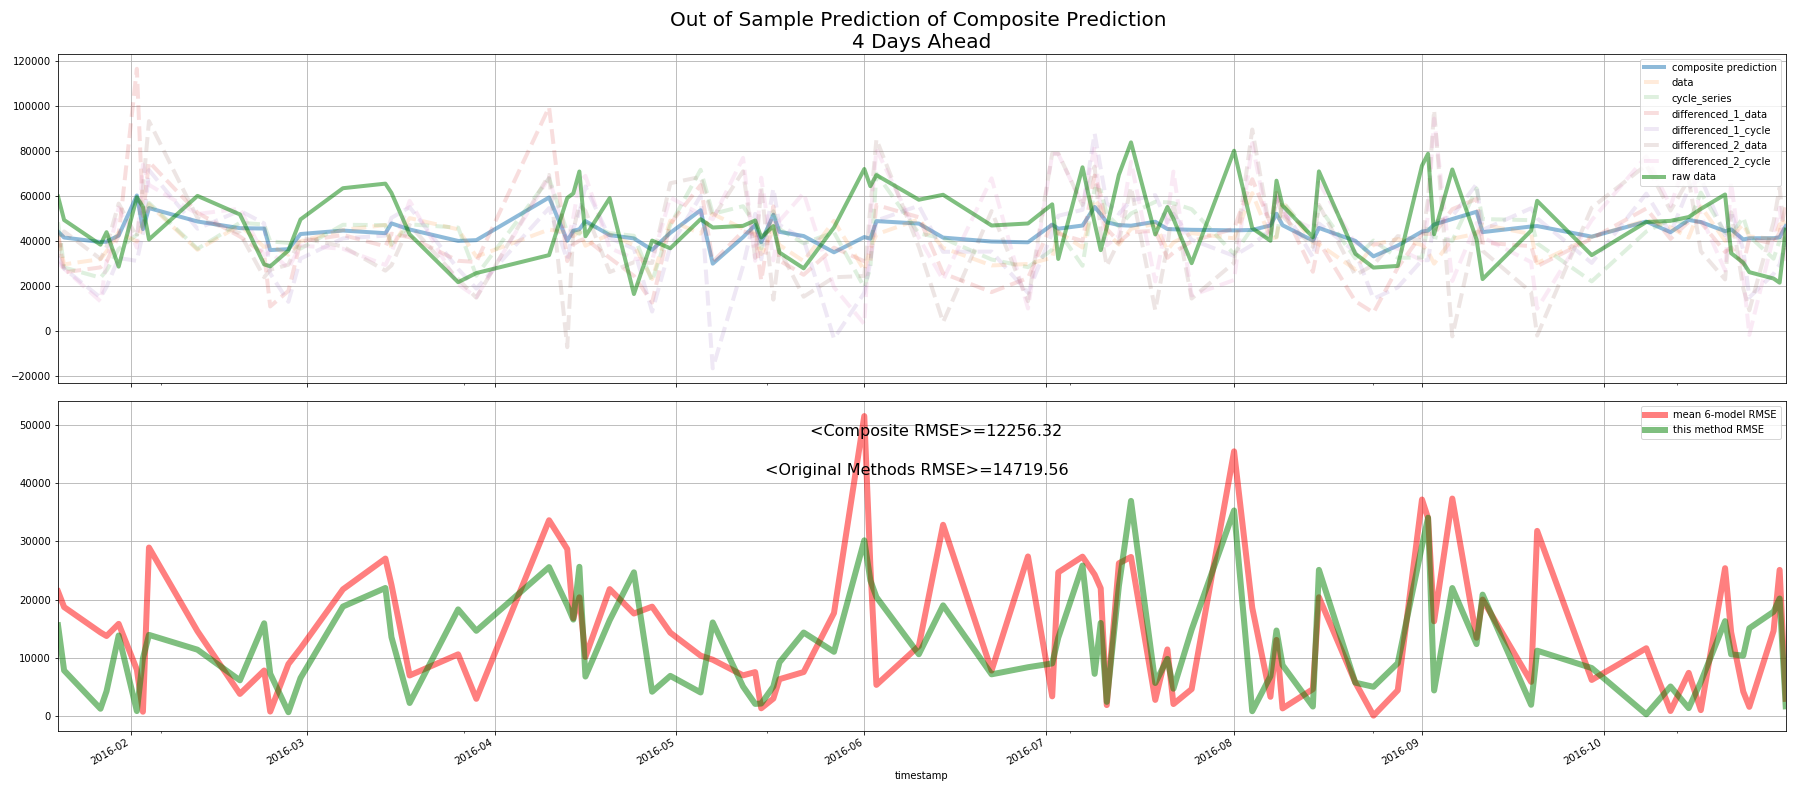 Out of Sample Prediction of Composite Prediction
4 Days Ahead
120000
100000
80000
60000
40000
20000
0
−20000
composite prediction
data
cycle_series
differenced_1_data
differenced_1_cycle
differenced_2_data
differenced_2_cycle
raw data
50000
40000
30000
20000
10000
0
<Composite RMSE>=12256.32
<Original Methods RMSE>=14719.56
mean 6-model RMSE
this method RMSE
2016-02
2016-03
2016-04
2016-05
2016-06
2016-07
2016-08
2016-09
2016-10
timestamp